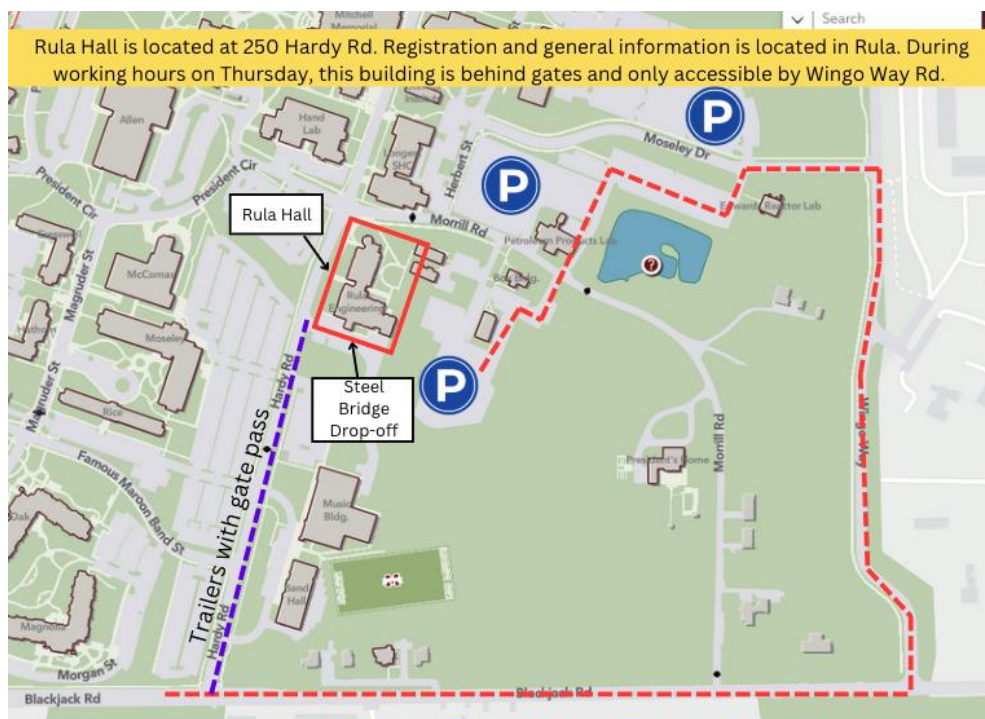 Mitchell
Memorial
Search
Rula Hall is located at 250 Hardy Rd. Registration and general information is located in Rula. During
working hours on Thursday, this building is behind gates and only accessible by Wingo Way Rd.
Allen
Hand
Lab
Longest
SHC
Herbert St
P
Moseley Dr
President Cir
President Cir
P
Rula Hall
Morrill Rd
Edwards Reactor Lab
Petroleum Products Lab
Magruder St
McComas
Rula
Engineering
Box Bldg.
?
Hathorn
Moseley
Hardy Rd
P
Steel
Bridge
Drop-off
Magruder St
Rice
Trailers with gate pass
Wingo Way
Morrill Rd
President's Home
Famous Maroon Band St
Music
Bldg.
Oak
Sand
Hall
Magnolia
Hardy Rd
Morgan St
Blackjack Rd
Blackjack Rd